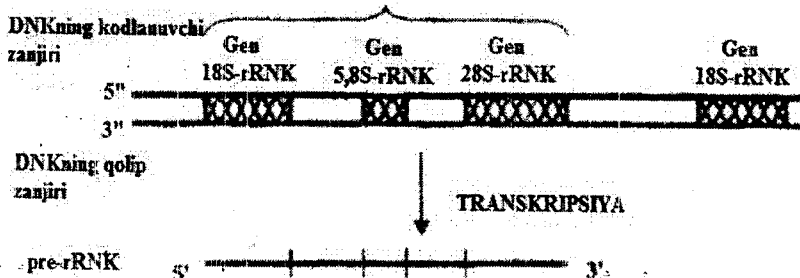 DNKning kodlanuvchi
zanjiri
Gen
18S-rRNK
Gen
5,8S-rRNK
Gen
28S-rRNK
Gen
18S-rRNK
5"
3"
DNKning qolip
zanjiri
TRANSKRIPSIYA
pre-rRNK 5' 3'